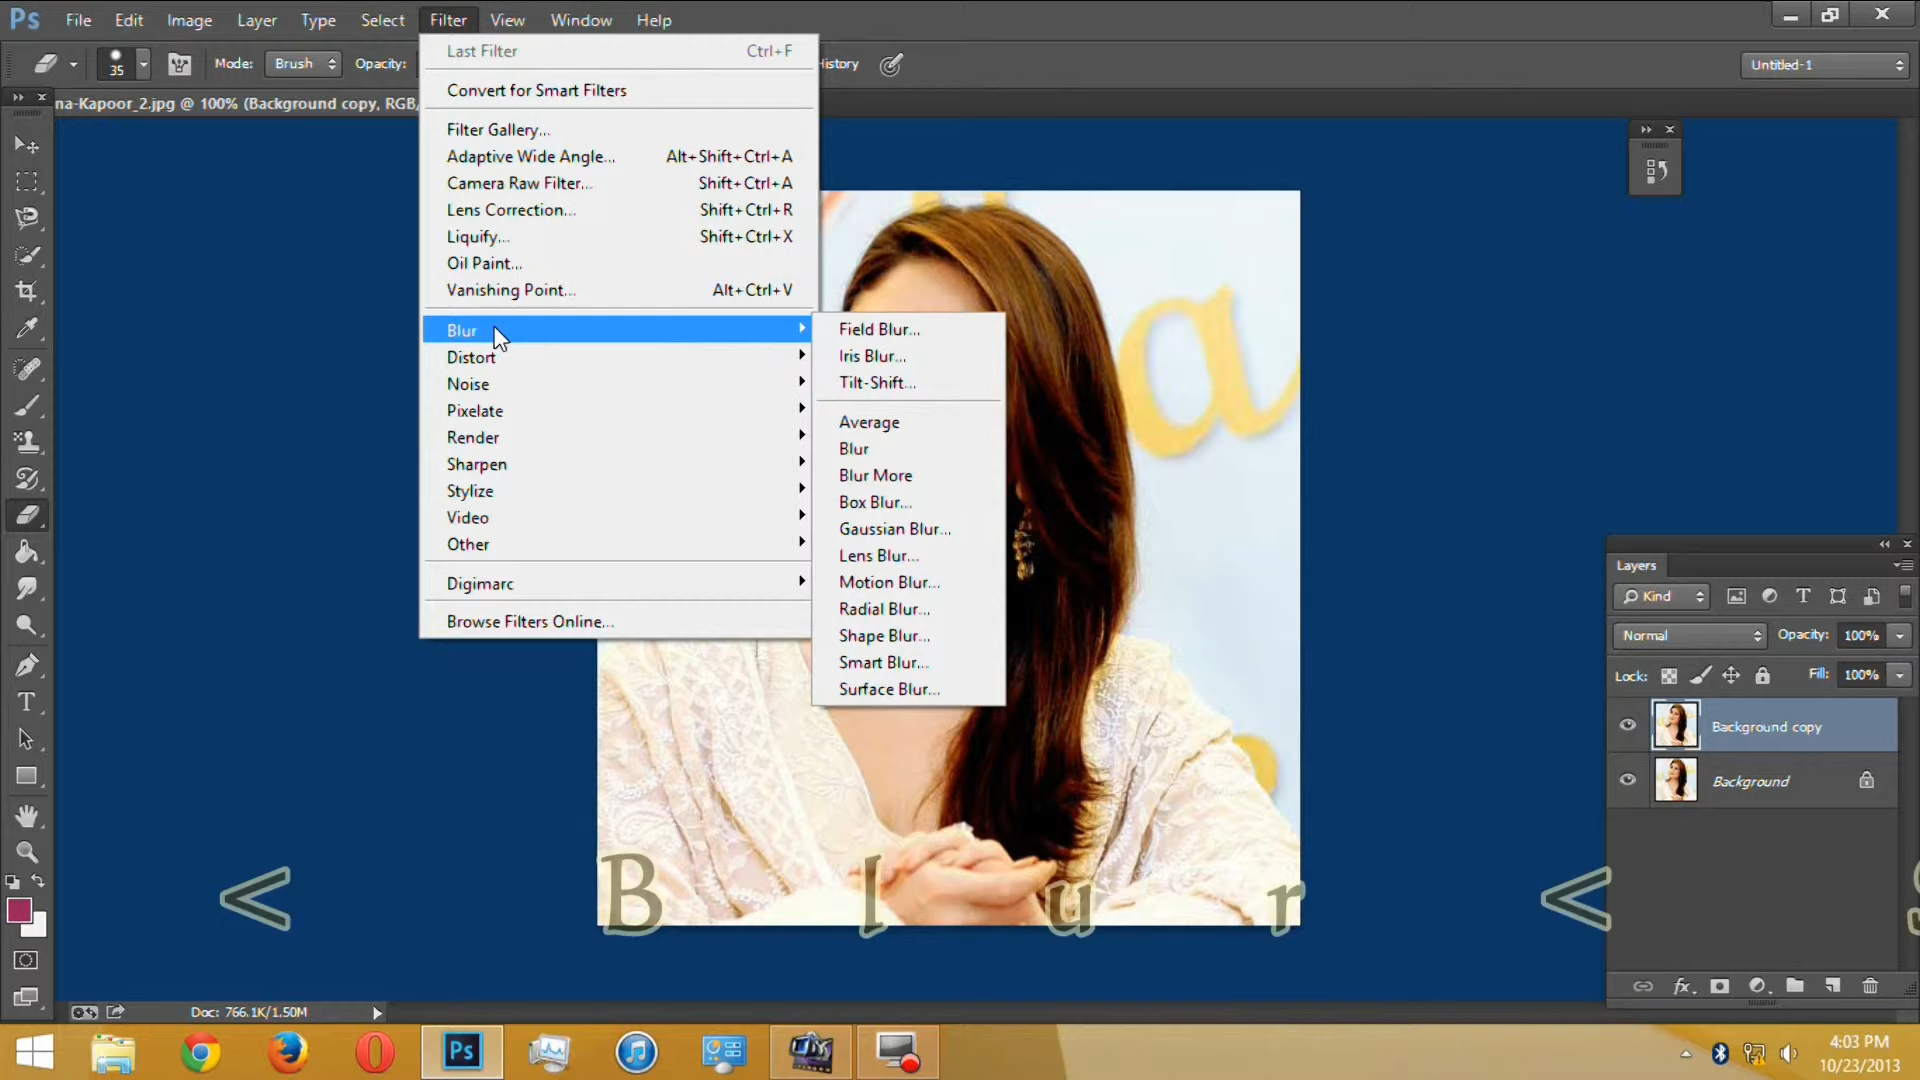 Ps File Edit Image Layer Type Select Filter View Window Help
35 Mode: Brush Opacity: History Untitled-1
na-Kapoor_2.jpg @ 100% (Background copy, RGB/
Last Filter Ctrl+F
Convert for Smart Filters
Filter Gallery...
Adaptive Wide Angle... Alt+Shift+Ctrl+A
Camera Raw Filter... Shift+Ctrl+A
Lens Correction... Shift+Ctrl+R
Liquify... Shift+Ctrl+X
Oil Paint...
Vanishing Point... Alt+Ctrl+V
Blur
Distort
Noise
Pixelate
Render
Sharpen
Stylize
Video
Other
Digimarc
Browse Filters Online...
Field Blur...
Iris Blur...
Tilt-Shift...
Average
Blur
Blur More
Box Blur...
Gaussian Blur...
Lens Blur...
Motion Blur...
Radial Blur...
Shape Blur...
Smart Blur...
Surface Blur...
a
Layers
Kind
Normal Opacity: 100%
Lock: Fill: 100%
Background copy
Background
< B l u r <
Doc: 766.1K/1.50M
Ps
4:03 PM
10/23/2013